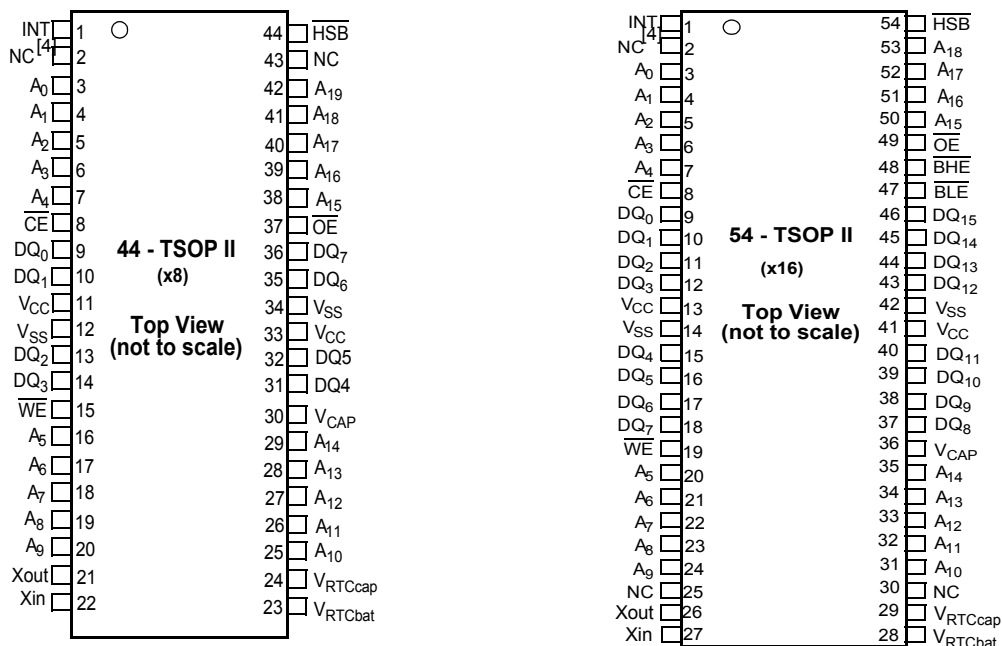 INT 1 44 H̅S̅B̅
NC [4] 2 43 NC
A0 3 42 A19
A1 4 41 A18
A2 5 40 A17
A3 6 39 A16
A4 7 38 A15
C̅E̅ 8 37 O̅E̅
DQ0 9 36 DQ7
DQ1 10 35 DQ6
VCC 11 34 VSS
VSS 12 33 VCC
DQ2 13 32 DQ5
DQ3 14 31 DQ4
W̅E̅ 15 30 VCAP
A5 16 29 A14
A6 17 28 A13
A7 18 27 A12
A8 19 26 A11
A9 20 25 A10
Xout 21 24 VRTCcap
Xin 22 23 VRTCbat
44 - TSOP II
(x8)
Top View
(not to scale)
INT 1 54 H̅S̅B̅
NC [4] 2 53 A18
A0 3 52 A17
A1 4 51 A16
A2 5 50 A15
A3 6 49 O̅E̅
A4 7 48 B̅H̅E̅
C̅E̅ 8 47 B̅L̅E̅
DQ0 9 46 DQ15
DQ1 10 45 DQ14
DQ2 11 44 DQ13
DQ3 12 43 DQ12
VCC 13 42 VSS
VSS 14 41 VCC
DQ4 15 40 DQ11
DQ5 16 39 DQ10
DQ6 17 38 DQ9
DQ7 18 37 DQ8
W̅E̅ 19 36 VCAP
A5 20 35 A14
A6 21 34 A13
A7 22 33 A12
A8 23 32 A11
A9 24 31 A10
NC 25 30 NC
Xout 26 29 VRTCcap
Xin 27 28 VRTCbat
54 - TSOP II
(x16)
Top View
(not to scale)